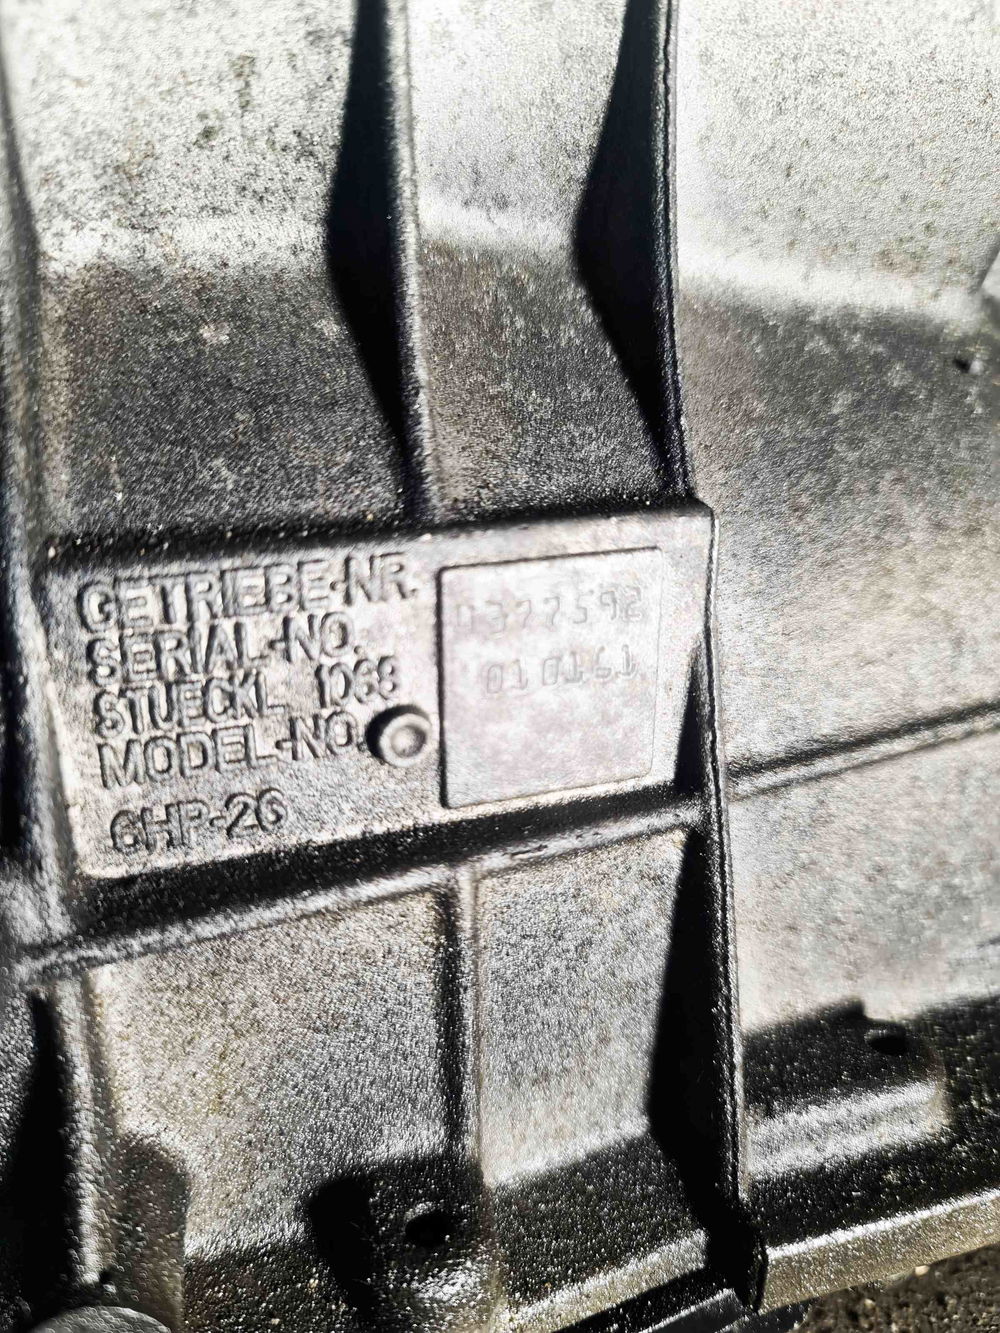 GETRIEBE-NR.
SERIAL-NO.
STUECKL 1068
MODEL-NO.
6HP-26